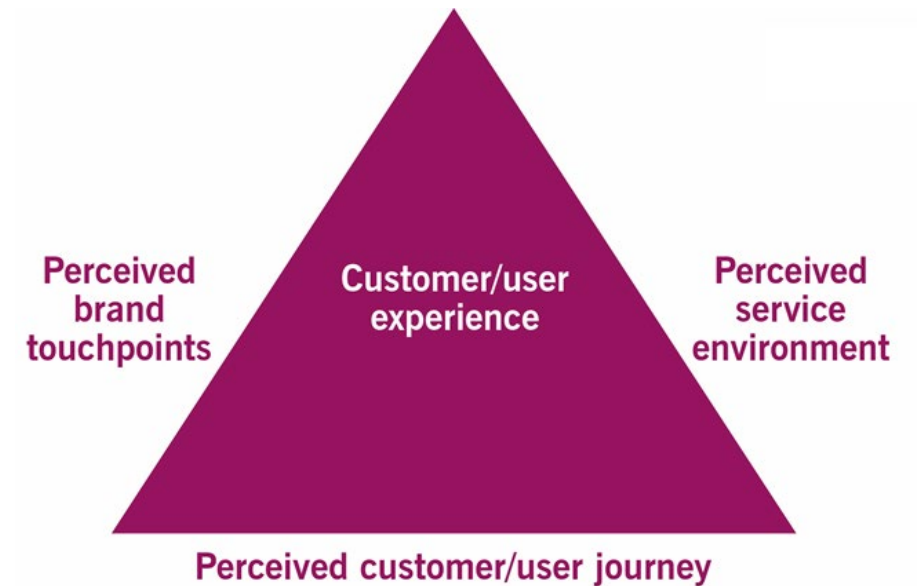 Perceived
brand
touchpoints
Customer/user
experience
Perceived
service
environment
Perceived customer/user journey